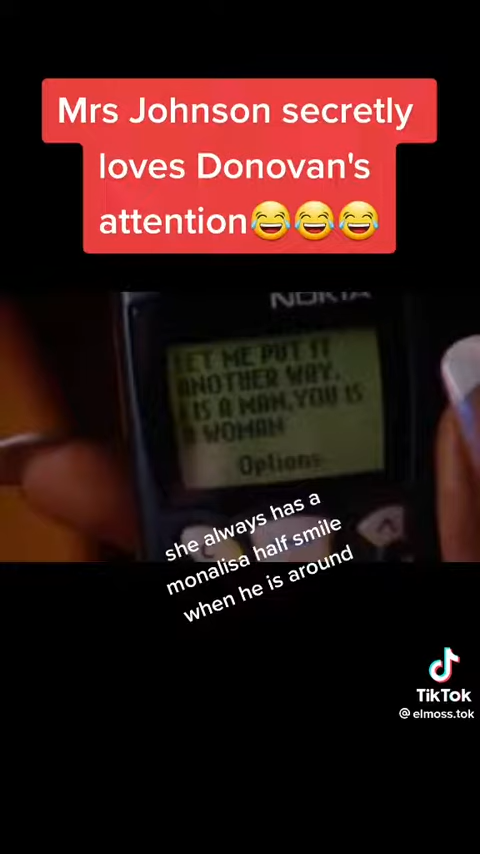 Mrs Johnson secretly
loves Donovan's
attention😂😂😂
NOKIA
LET ME PUT IT
ANOTHER WAY.
I IS A MAN,YOU IS
A WOMAN
Options
she always has a
monalisa half smile
when he is around
TikTok
@elmoss.tok